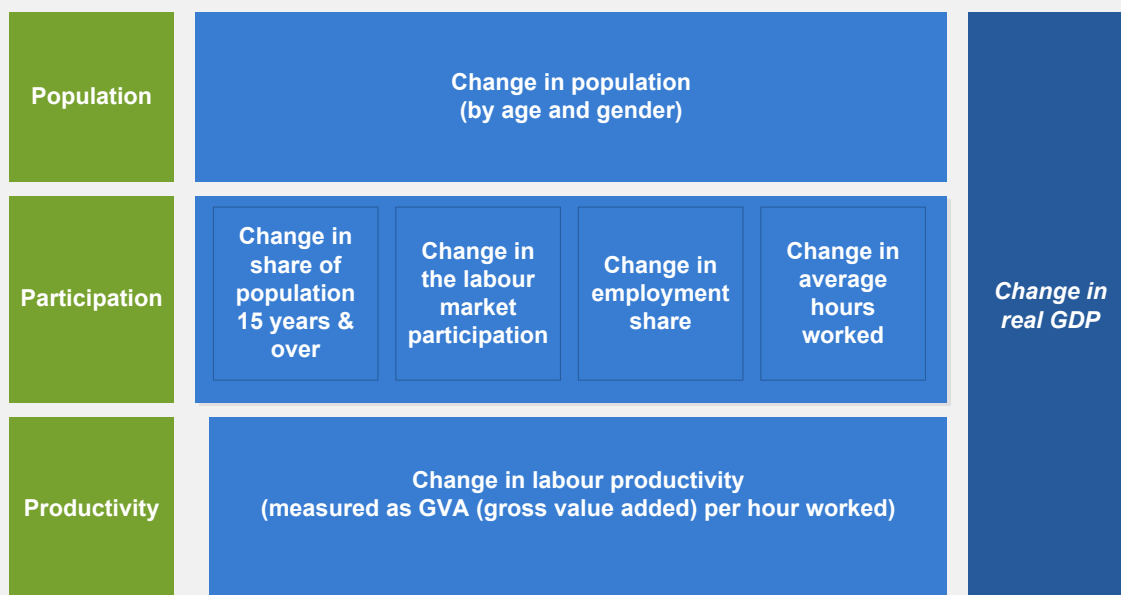 Population
Change in population
(by age and gender)
Participation
Change in
share of
population
15 years &
over
Change in
the labour
market
participation
Change in
employment
share
Change in
average
hours
worked
Change in
real GDP
Productivity
Change in labour productivity
(measured as GVA (gross value added) per hour worked)